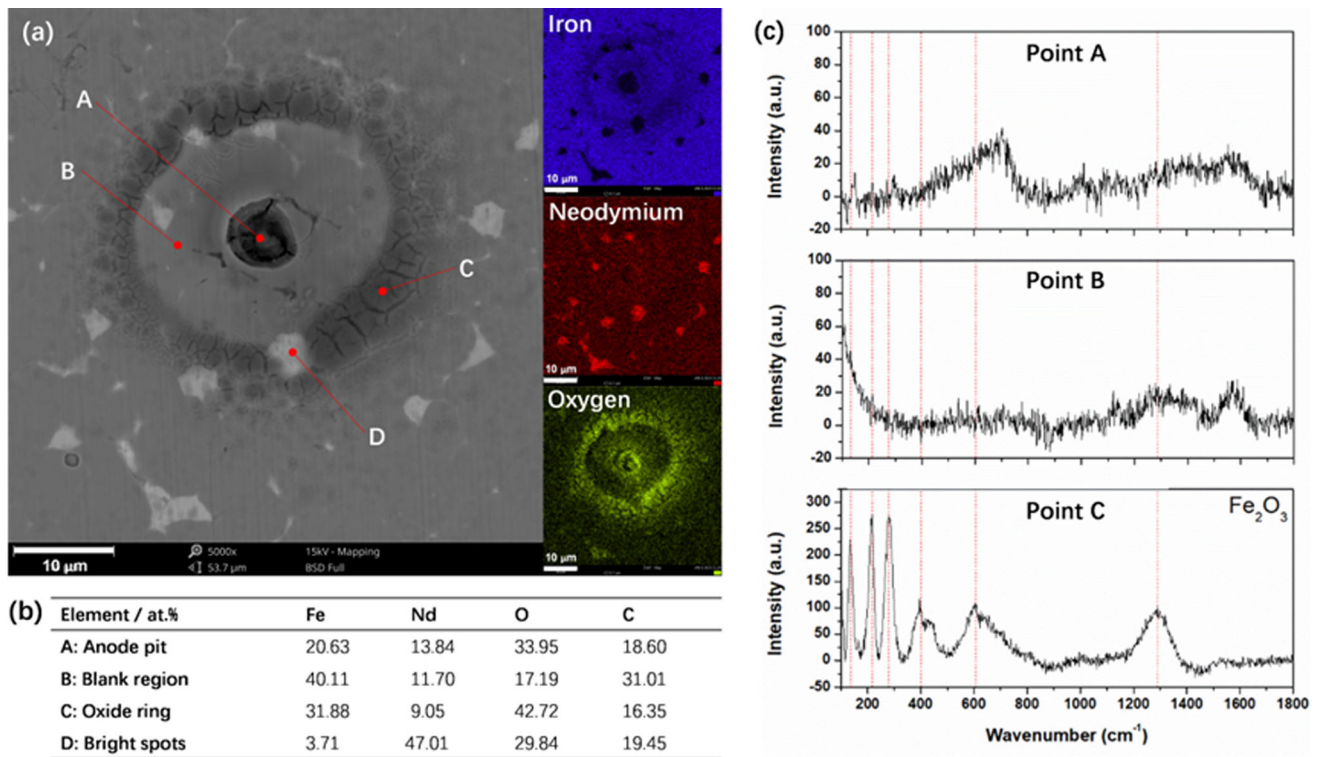 (a)
A
B
C
D
10 μm
5000x
53.7 μm
15kV - Mapping
BSD Full
Iron
10 μm
Neodymium
10 μm
Oxygen
10 μm
(b)
Element / at.% Fe Nd O C
A: Anode pit 20.63 13.84 33.95 18.60
B: Blank region 40.11 11.70 17.19 31.01
C: Oxide ring 31.88 9.05 42.72 16.35
D: Bright spots 3.71 47.01 29.84 19.45
(c)
Point A
Intensity (a.u.)
100
80
60
40
20
0
-20
Point B
Intensity (a.u.)
100
80
60
40
20
0
-20
Point C
Fe₂O₃
Intensity (a.u.)
300
250
200
150
100
50
0
-50
200 400 600 800 1000 1200 1400 1600 1800
Wavenumber (cm⁻¹)